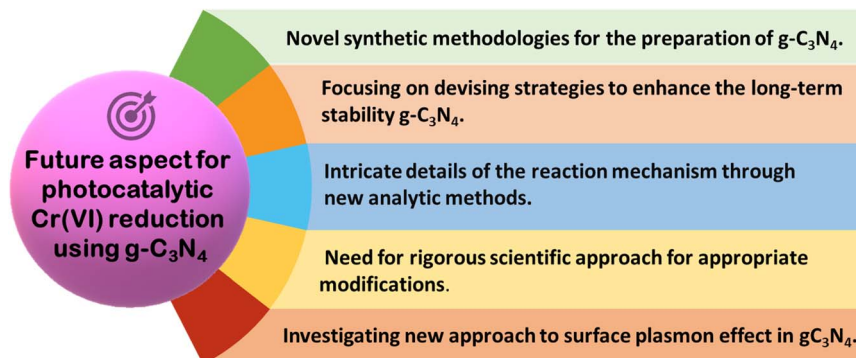 Future aspect for
photocatalytic
Cr(VI) reduction
using g-C₃N₄
Novel synthetic methodologies for the preparation of g-C₃N₄.
Focusing on devising strategies to enhance the long-term
stability g-C₃N₄.
Intricate details of the reaction mechanism through
new analytic methods.
Need for rigorous scientific approach for appropriate
modifications.
Investigating new approach to surface plasmon effect in gC₃N₄.